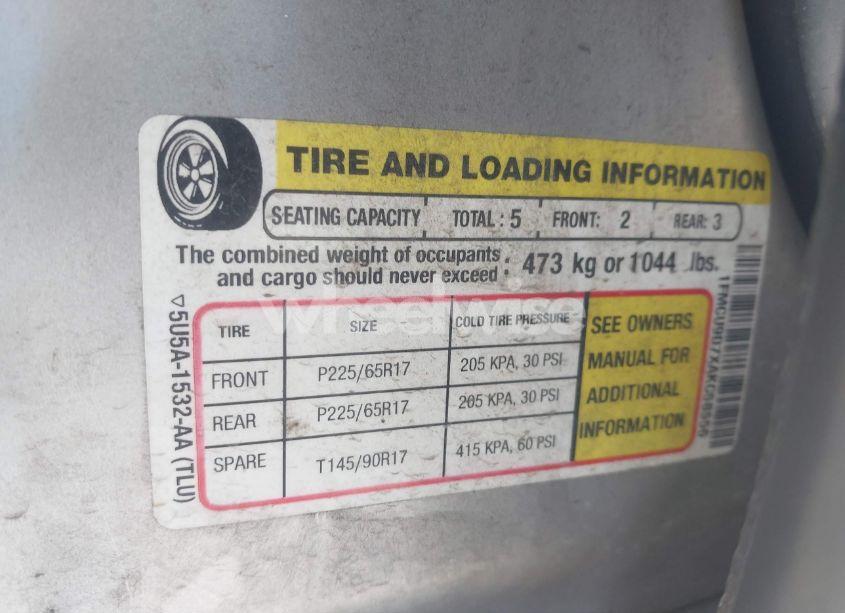 TIRE AND LOADING INFORMATION
SEATING CAPACITY TOTAL : 5 FRONT: 2 REAR: 3
The combined weight of occupants
and cargo should never exceed : 473 kg or 1044 lbs.
TIRE SIZE COLD TIRE PRESSURE
FRONT P225/65R17 205 KPA, 30 PSI
REAR P225/65R17 205 KPA, 30 PSI
SPARE T145/90R17 415 KPA, 60 PSI
SEE OWNERS
MANUAL FOR
ADDITIONAL
INFORMATION
5U5A-1532-AA (TLU)
wheelwise